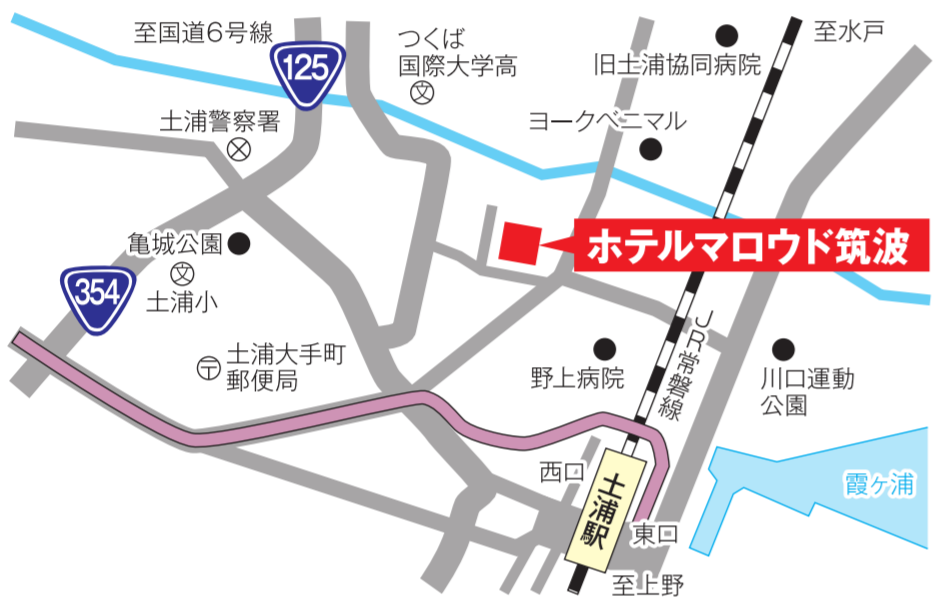 至国道6号線
125
つくば
国際大学高
文
旧土浦協同病院
至水戸
土浦警察署
ヨークベニマル
亀城公園
文
土浦小
354
ホテルマロウド筑波
JR常磐線
土浦大手町
郵便局
〒
野上病院
川口運動
公園
西口
土浦駅
東口
霞ヶ浦
至上野